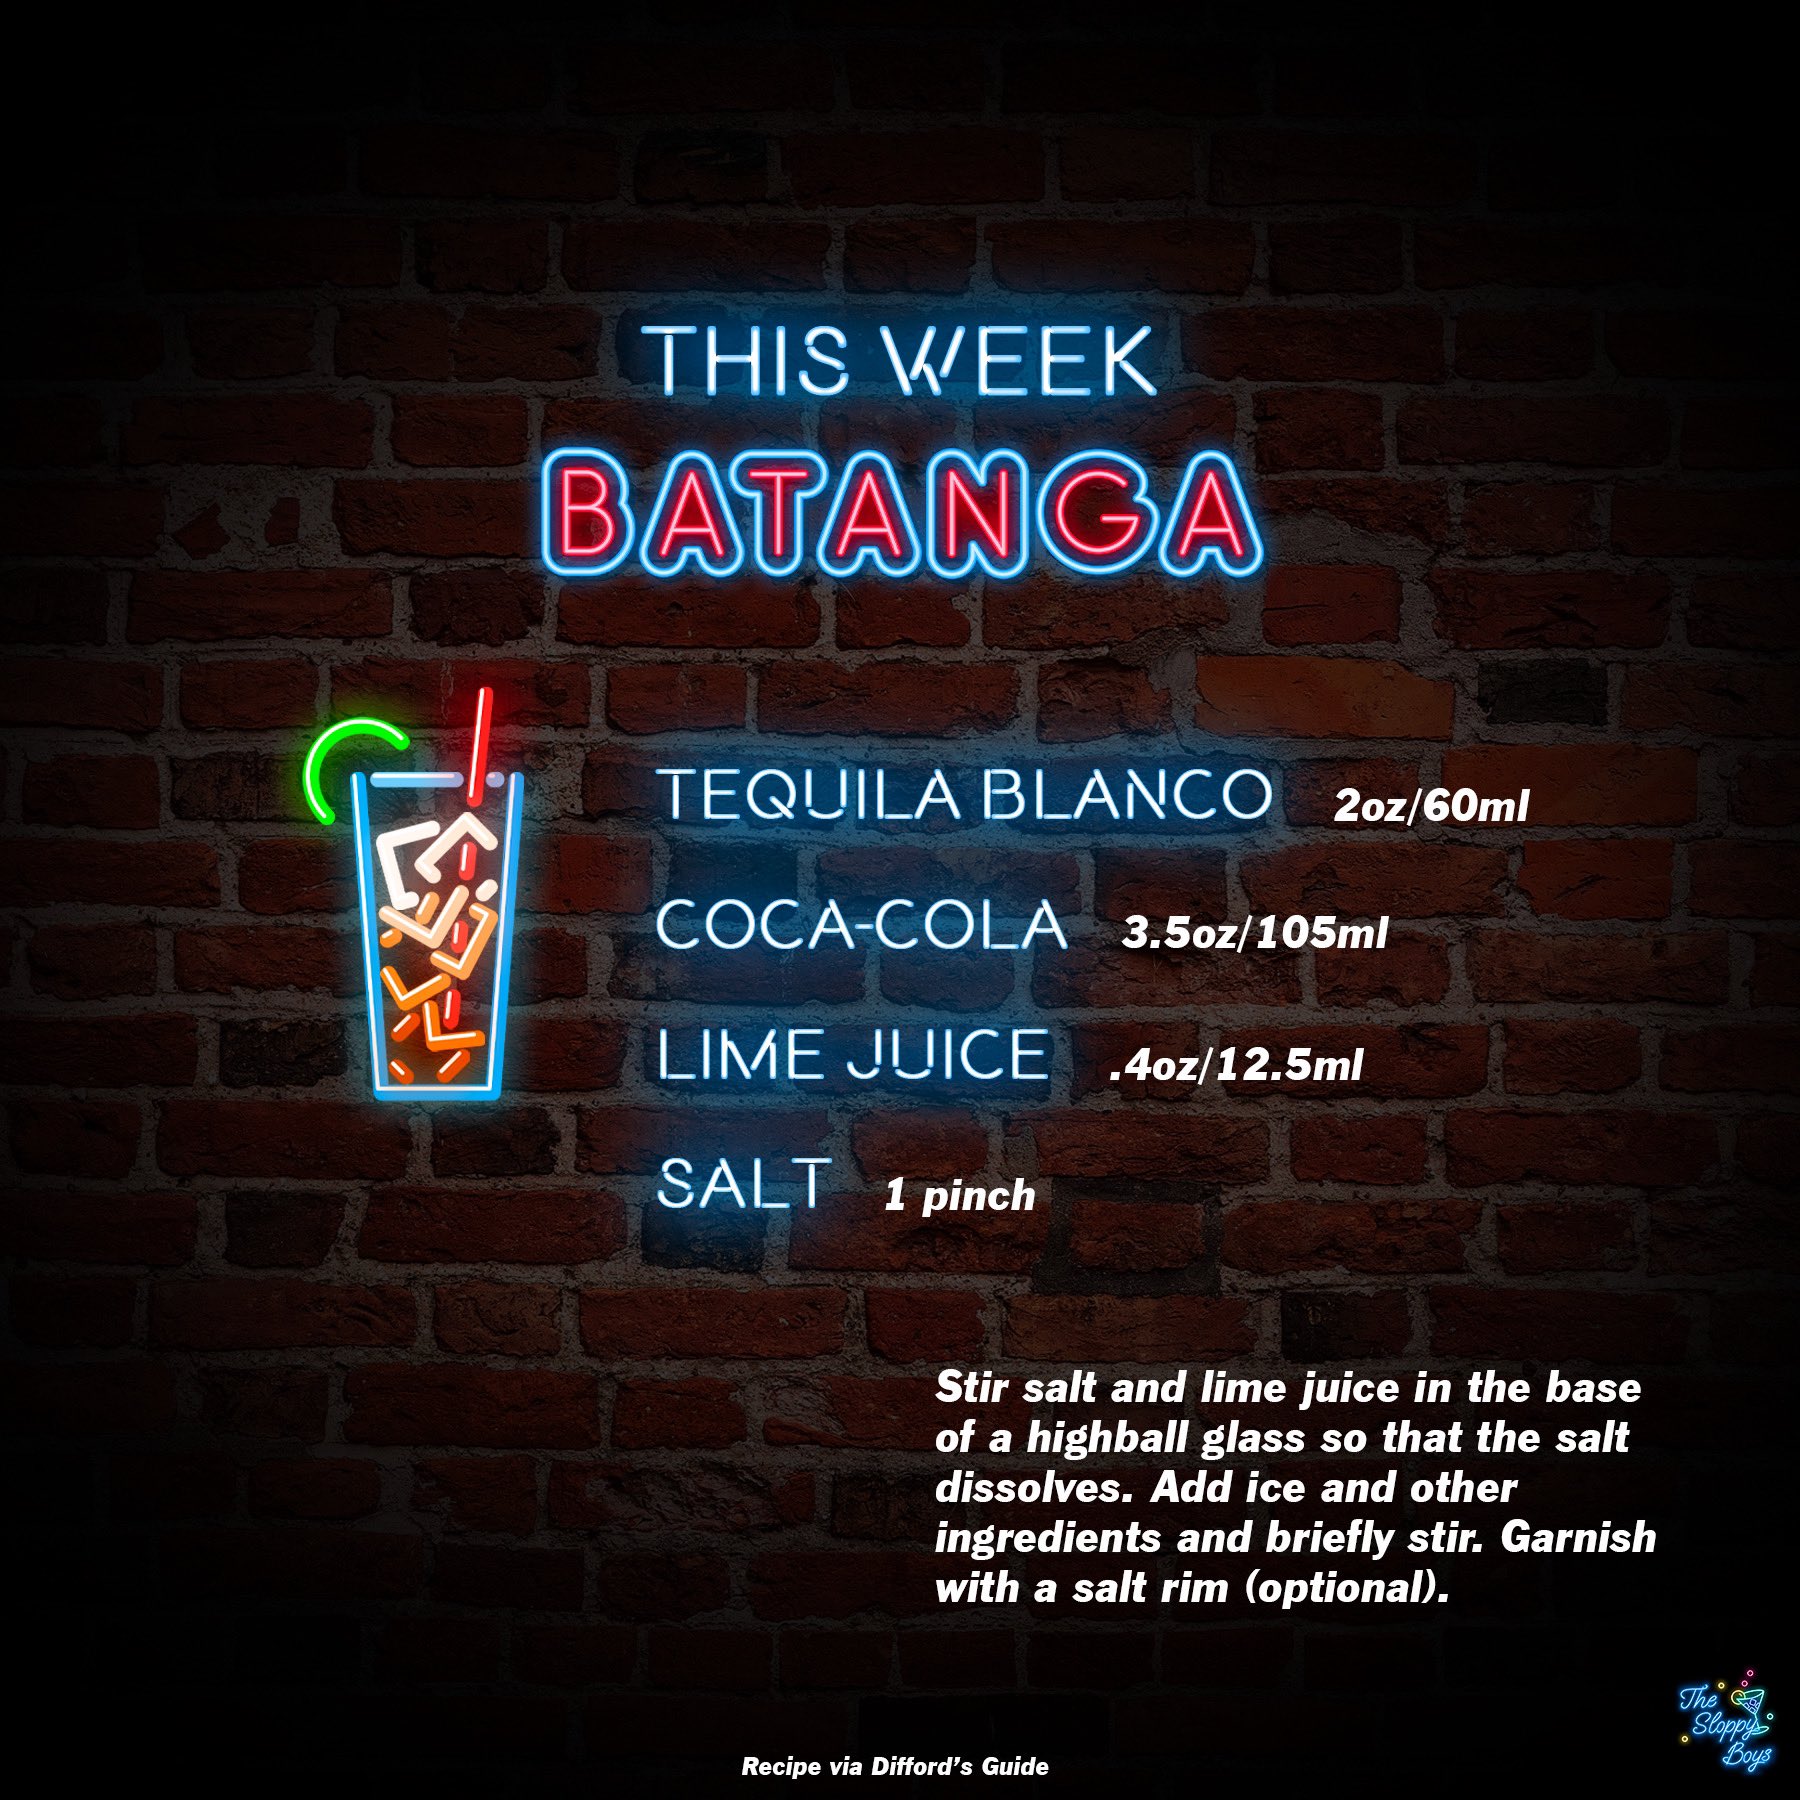 THIS WEEK
BATANGA
TEQUILA BLANCO 2oz/60ml
COCA-COLA 3.5oz/105ml
LIME JUICE .4oz/12.5ml
SALT 1 pinch
Stir salt and lime juice in the base
of a highball glass so that the salt
dissolves. Add ice and other
ingredients and briefly stir. Garnish
with a salt rim (optional).
Recipe via Difford's Guide
The
Sloppy
Boys